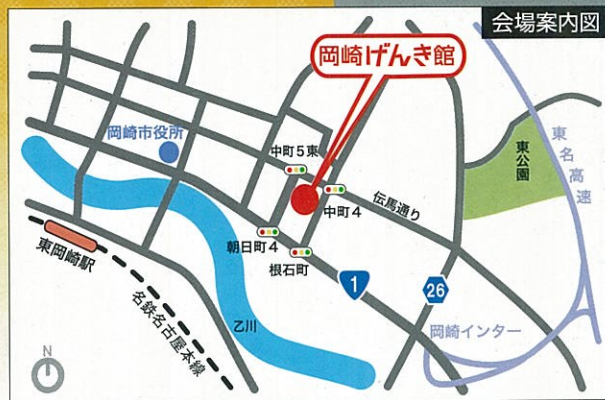 会場案内図
岡崎げんき館
岡崎市役所
中町5東
中町4
伝馬通り
東公園
東名高速
朝日町4
根石町
東岡崎駅
1
26
岡崎インター
名鉄名古屋本線
乙川
N